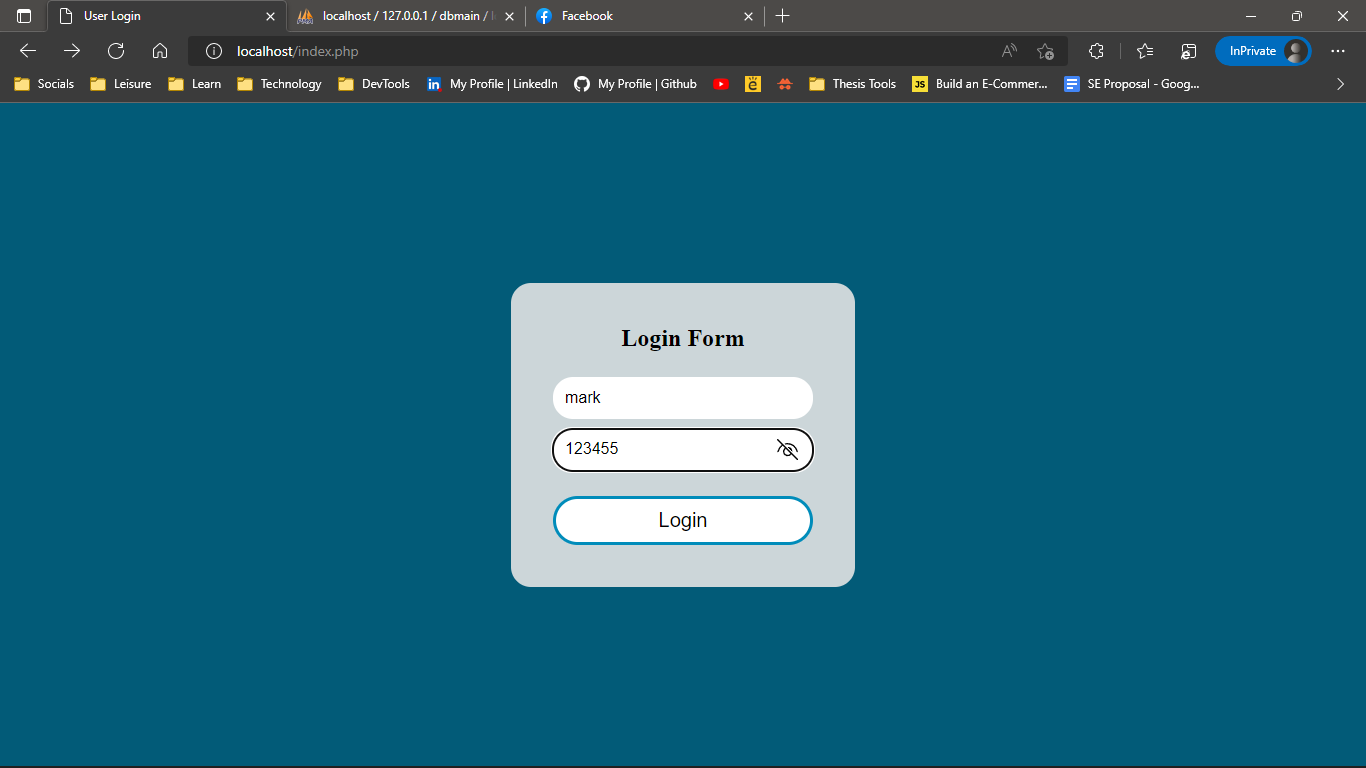 User Login
localhost / 127.0.0.1 / dbmain /
Facebook
localhost/index.php
InPrivate
Socials
Leisure
Learn
Technology
DevTools
My Profile | LinkedIn
My Profile | Github
Thesis Tools
JS
Build an E-Commer...
SE Proposal - Goog...
Login Form
mark
123455
Login